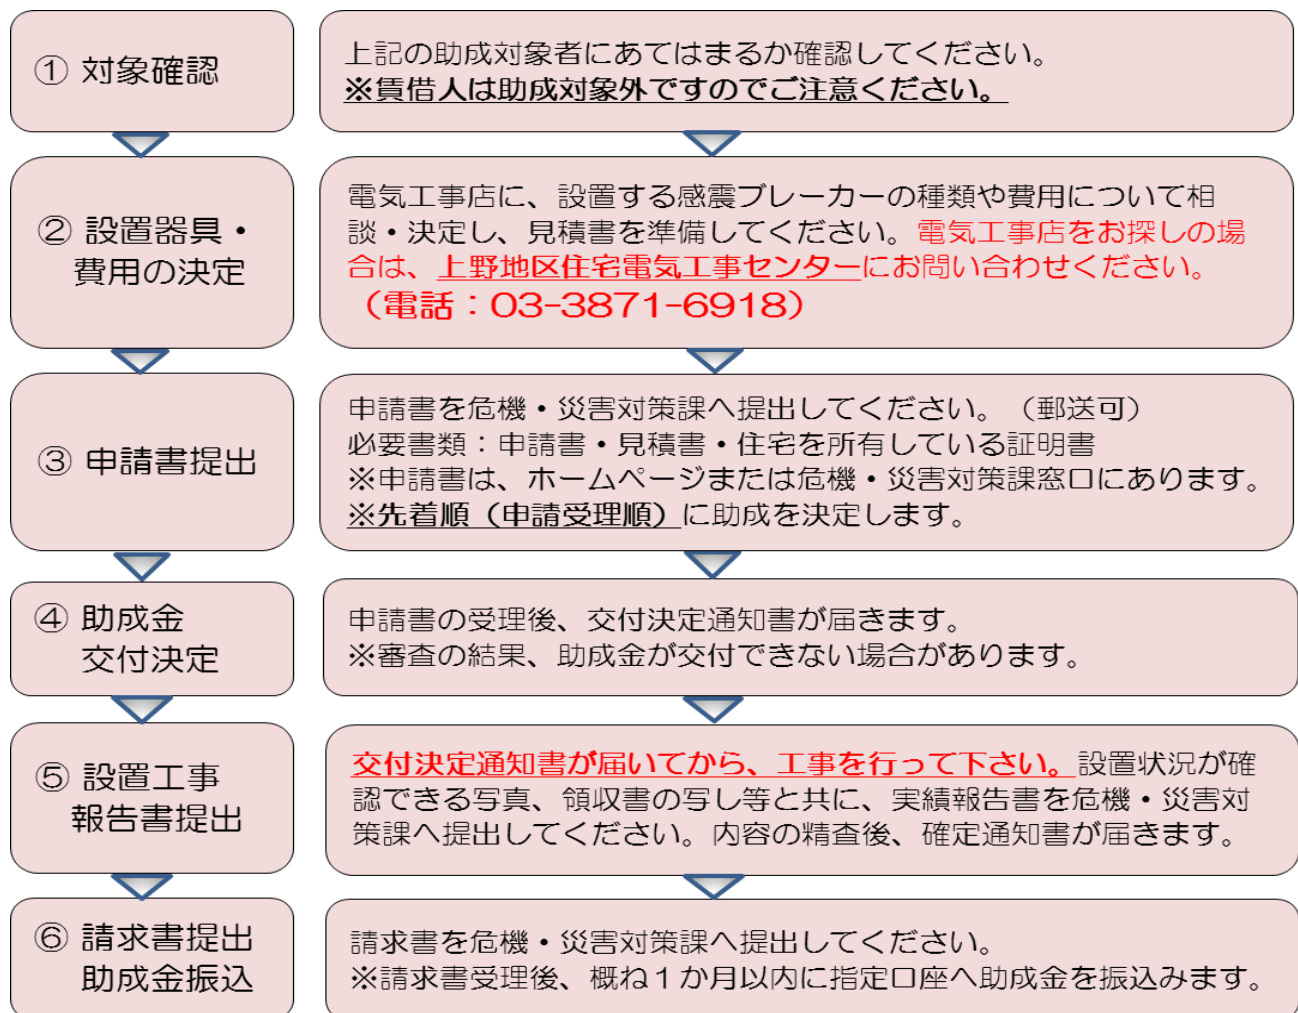 ① 対象確認
上記の助成対象者にあてはまるか確認してください。
※賃借人は助成対象外ですのでご注意ください。
② 設置器具・
費用の決定
電気工事店に、設置する感震ブレーカーの種類や費用について相
談・決定し、見積書を準備してください。電気工事店をお探しの場
合は、上野地区住宅電気工事センターにお問い合わせください。
（電話：03-3871-6918）
③ 申請書提出
申請書を危機・災害対策課へ提出してください。（郵送可）
必要書類：申請書・見積書・住宅を所有している証明書
※申請書は、ホームページまたは危機・災害対策課窓口にあります。
※先着順（申請受理順）に助成を決定します。
④ 助成金
交付決定
申請書の受理後、交付決定通知書が届きます。
※審査の結果、助成金が交付できない場合があります。
⑤ 設置工事
報告書提出
交付決定通知書が届いてから、工事を行って下さい。設置状況が確
認できる写真、領収書の写し等と共に、実績報告書を危機・災害対
策課へ提出してください。内容の精査後、確定通知書が届きます。
⑥ 請求書提出
助成金振込
請求書を危機・災害対策課へ提出してください。
※請求書受理後、概ね１か月以内に指定口座へ助成金を振込みます。